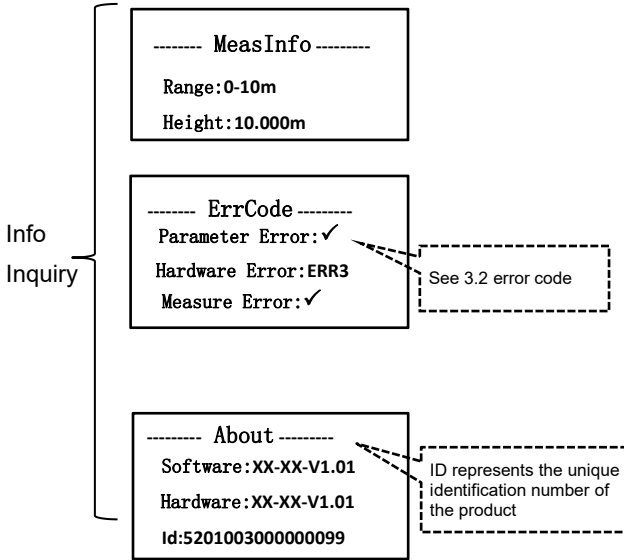 Info
Inquiry
-------- MeasInfo ---------
Range:0-10m
Height:10.000m
-------- ErrCode ---------
Parameter Error:✓
Hardware Error:ERR3
Measure Error:✓
See 3.2 error code
--------- About ---------
Software:XX-XX-V1.01
Hardware:XX-XX-V1.01
Id:5201003000000099
ID represents the unique
identification number of
the product